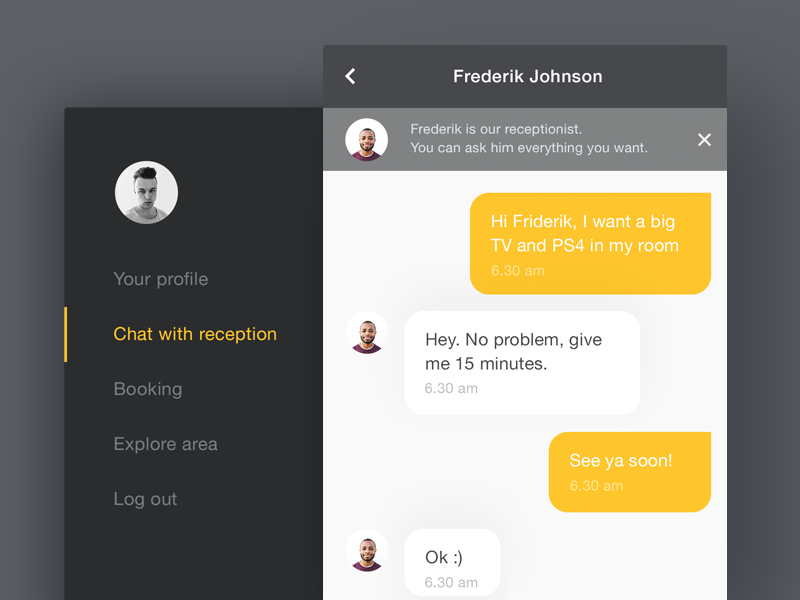 Frederik Johnson
Frederik is our receptionist.
You can ask him everything you want.
Your profile
Chat with reception
Booking
Explore area
Log out
Hi Friderik, I want a big
TV and PS4 in my room
6.30 am
Hey. No problem, give
me 15 minutes.
6.30 am
See ya soon!
6.30 am
Ok :)
6.30 am